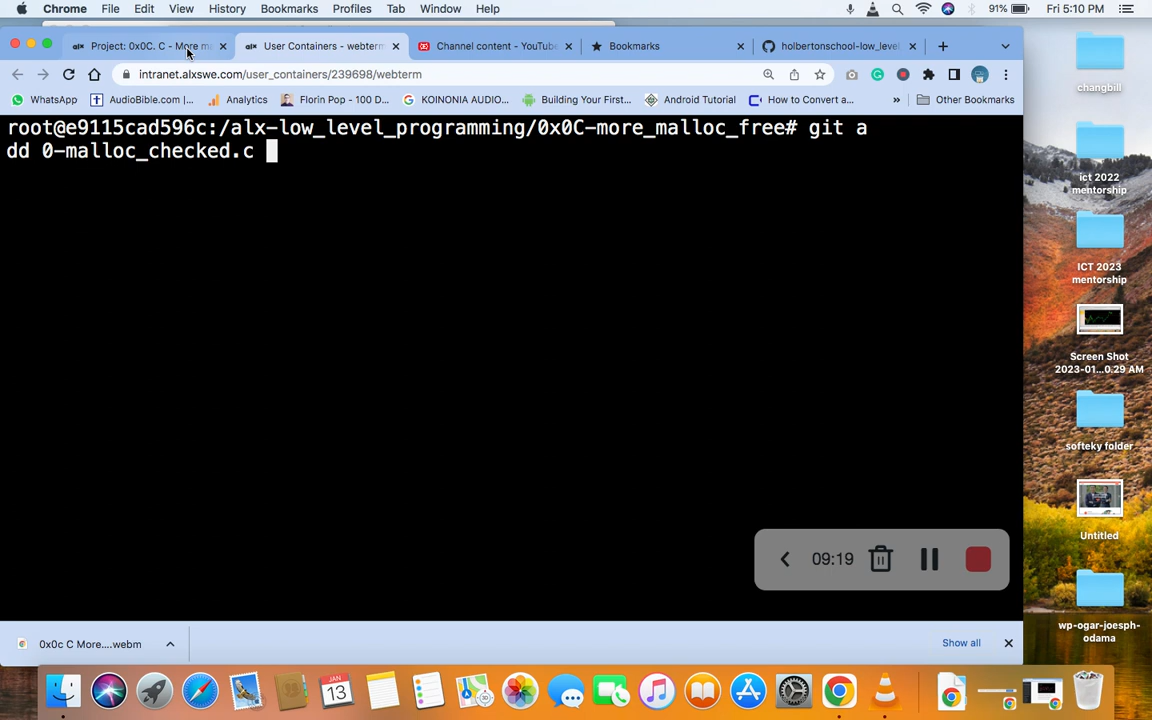 Chrome File Edit View History Bookmarks Profiles Tab Window Help 91% Fri 5:10 PM
Project: 0x0C. C - More m
User Containers - webterm
Channel content - YouTube
Bookmarks
holbertonschool-low_level
intranet.alxswe.com/user_containers/239698/webterm
WhatsApp AudioBible.com |... Analytics Florin Pop - 100 D... KOINONIA AUDIO... Building Your First... Android Tutorial How to Convert a... » Other Bookmarks
root@e9115cad596c:/alx-low_level_programming/0x0C-more_malloc_free# git a
dd 0-malloc_checked.c
09:19
0x0c C More....webm
Show all
changbill
ict 2022
mentorship
ICT 2023
mentorship
Screen Shot
2023-01...0.29 AM
softeky folder
Untitled
wp-ogar-joesph-
odama
JAN
13